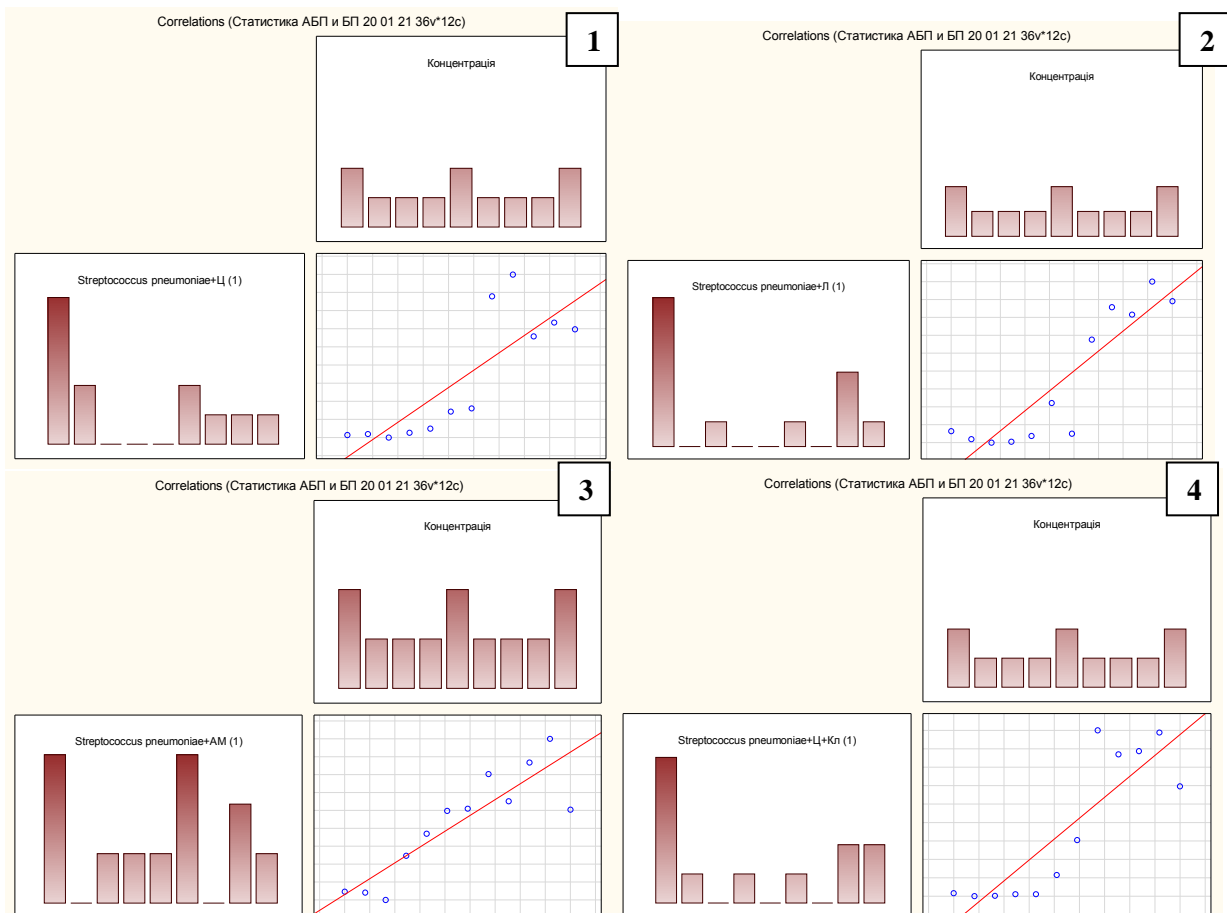 Correlations (Статистика АБП и БП 20 01 21 36v*12c)
1
Концентрація
Streptococcus pneumoniae+Ц (1)
Correlations (Статистика АБП и БП 20 01 21 36v*12c)
2
Концентрація
Streptococcus pneumoniae+Л (1)
Correlations (Статистика АБП и БП 20 01 21 36v*12c)
3
Концентрація
Streptococcus pneumoniae+АМ (1)
Correlations (Статистика АБП и БП 20 01 21 36v*12c)
4
Концентрація
Streptococcus pneumoniae+Ц+Кл (1)